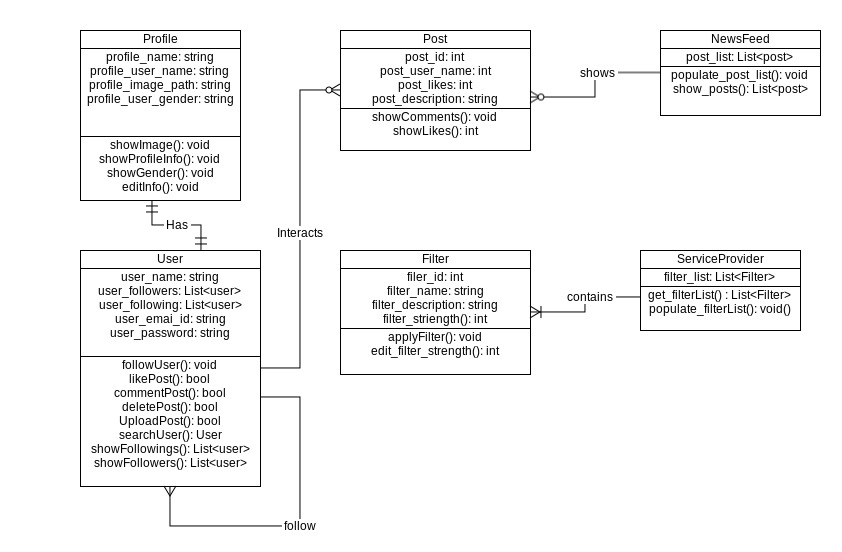 Profile
profile_name: string
profile_user_name: string
profile_image_path: string
profile_user_gender: string
showImage(): void
showProfileInfo(): void
showGender(): void
editInfo(): void
Post
post_id: int
post_user_name: int
post_likes: int
post_description: string
showComments(): void
showLikes(): int
shows
NewsFeed
post_list: List<post>
populate_post_list(): void
show_posts(): List<post>
Has
Interacts
User
user_name: string
user_followers: List<user>
user_following: List<user>
user_emai_id: string
user_password: string
followUser(): void
likePost(): bool
commentPost(): bool
deletePost(): bool
UploadPost(): bool
searchUser(): User
showFollowings(): List<user>
showFollowers(): List<user>
follow
Filter
filer_id: int
filter_name: string
filter_description: string
filter_striength(): int
applyFilter(): void
edit_filter_strength(): int
contains
ServiceProvider
filter_list: List<Filter>
get_filterList() : List<Filter>
populate_filterList(): void()